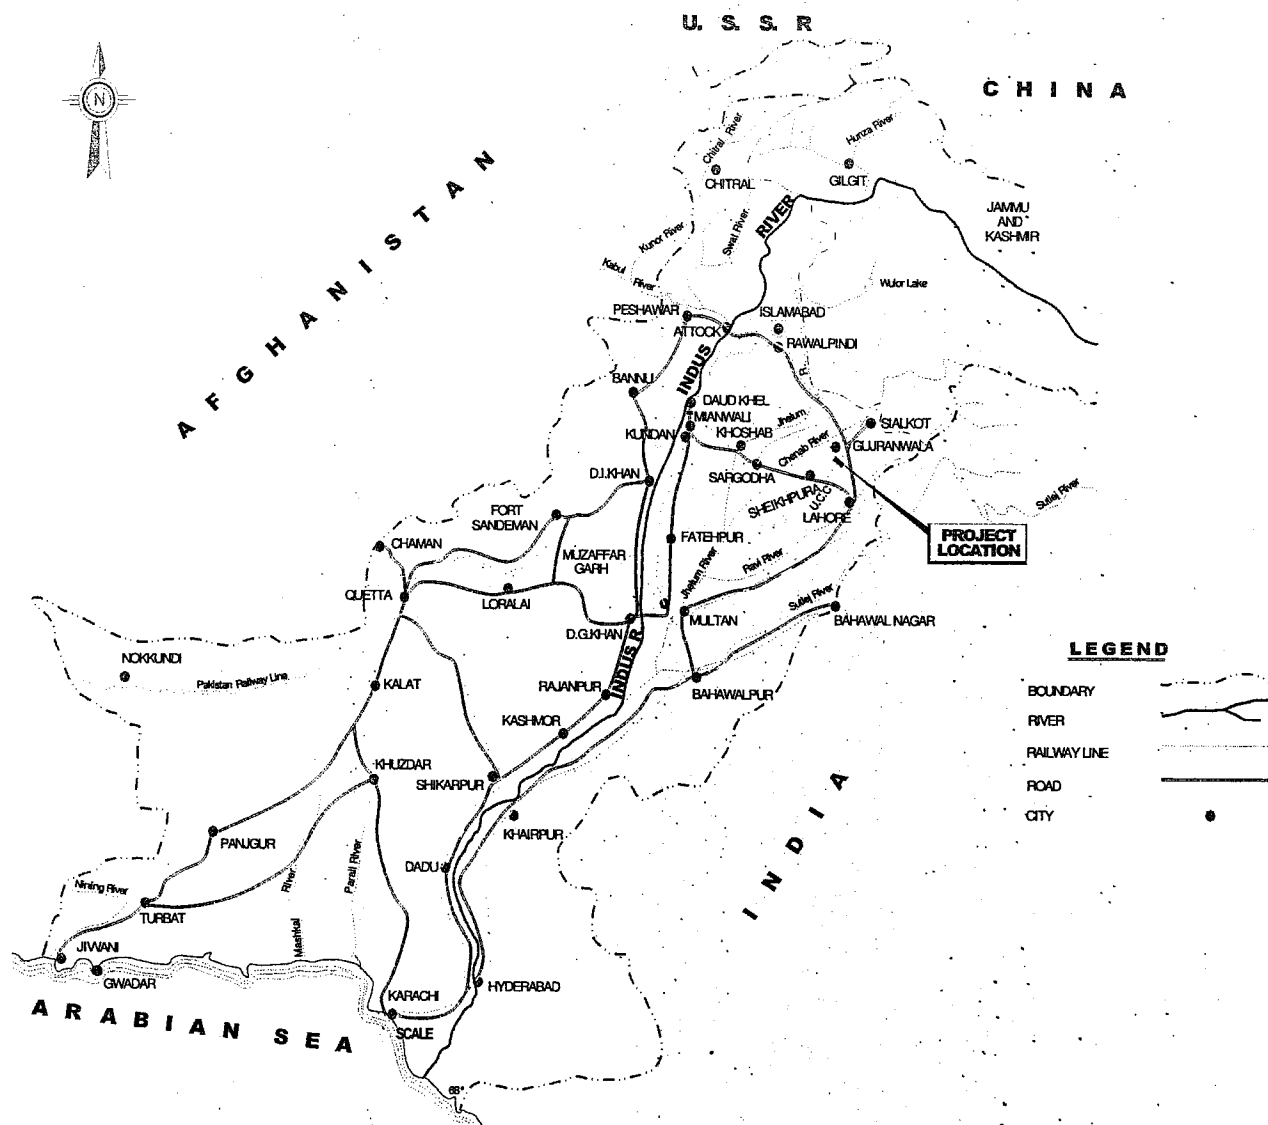 U. S. S. R
CHINA
N
AFGHANISTAN
Chitral River
Hunza River
CHITRAL
GILGIT
JAMMU
AND
KASHMIR
RIVER
Swat River
Kunor River
Kabul
River
Wulor Lake
PESHAWAR
ISLAMABAD
ATTOCK
RAWALPINDI
INDUS
R.
BANNU
DAUD KHEL
MIANWALI
Jhelum
SIALKOT
KUNDAN
KHOSHAB
Chenab River
GUJRANWALA
D.I.KHAN
SARGODHA
SHEIKHPURA
U.C.C
LAHORE
Sutlej River
FORT
SANDEMAN
PROJECT
LOCATION
CHAMAN
FATEHPUR
MUZAFFAR
GARH
Jhelum River
Ravi River
QUETTA
LORALAI
Sutlej River
D.G.KHAN
MULTAN
BAHAWAL NAGAR
INDUS R
NOKKUNDI
Pakistan Railway Line
KALAT
RAJANPUR
BAHAWALPUR
KASHMOR
LEGEND
BOUNDARY
RIVER
RAILWAY LINE
ROAD
CITY
KHUZDAR
SHIKARPUR
INDIA
KHAIRPUR
PANJGUR
DADU
Parali River
Nining River
River
Mashkal
TURBAT
JIWANI
GWADAR
HYDERABAD
KARACHI
SCALE
ARABIAN SEA
68°